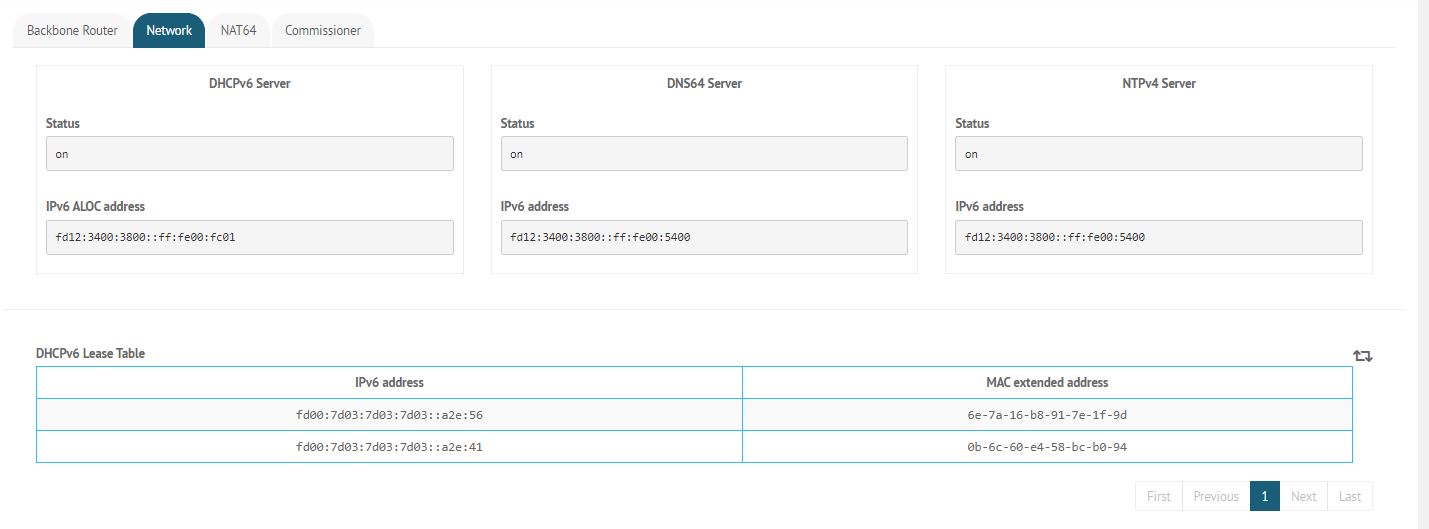 Backbone Router Network NAT64 Commissioner
DHCPv6 Server DNS64 Server NTPv4 Server
Status Status Status
on on on
IPv6 ALOC address IPv6 address IPv6 address
fd12:3400:3800::ff:fe00:fc01 fd12:3400:3800::ff:fe00:5400 fd12:3400:3800::ff:fe00:5400
DHCPv6 Lease Table
IPv6 address MAC extended address
fd00:7d03:7d03:7d03::a2e:56 6e-7a-16-b8-91-7e-1f-9d
fd00:7d03:7d03:7d03::a2e:41 0b-6c-60-e4-58-bc-b0-94
First Previous 1 Next Last